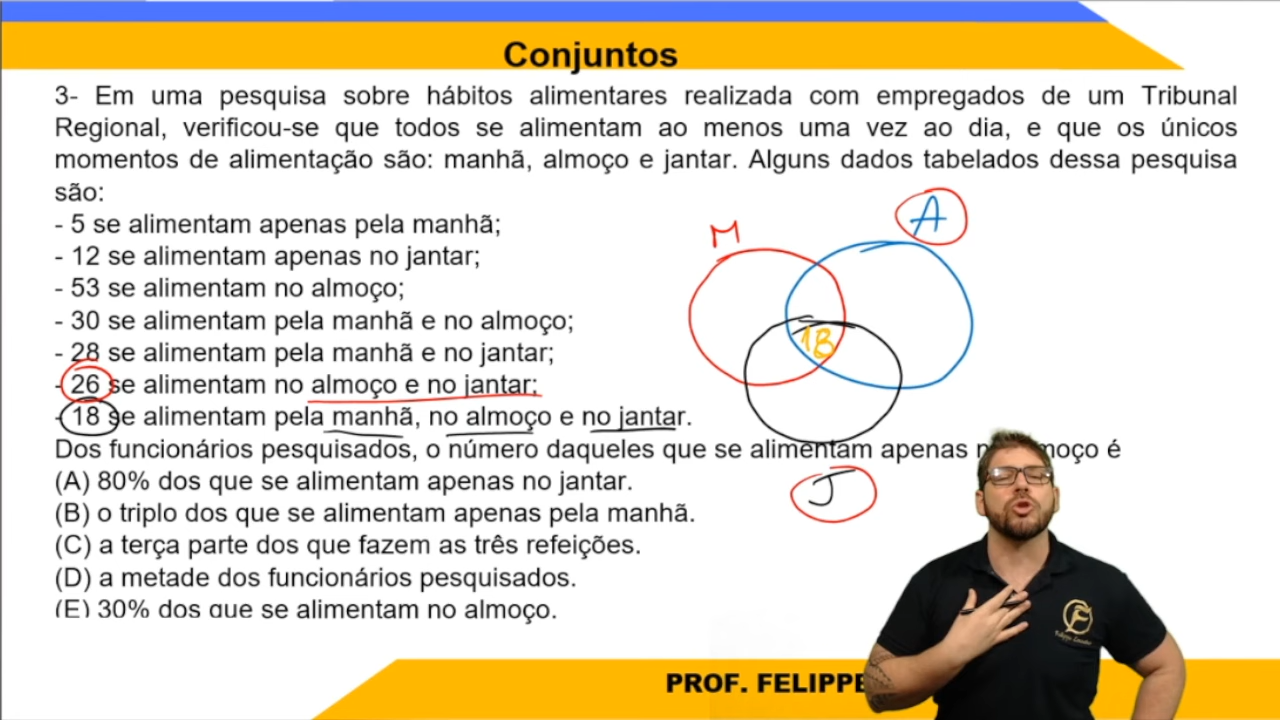 Conjuntos
3- Em uma pesquisa sobre hábitos alimentares realizada com empregados de um Tribunal
Regional, verificou-se que todos se alimentam ao menos uma vez ao dia, e que os únicos
momentos de alimentação são: manhã, almoço e jantar. Alguns dados tabelados dessa pesquisa
são:
- 5 se alimentam apenas pela manhã;
- 12 se alimentam apenas no jantar;
- 53 se alimentam no almoço;
- 30 se alimentam pela manhã e no almoço;
- 28 se alimentam pela manhã e no jantar;
- 26 se alimentam no almoço e no jantar;
- 18 se alimentam pela manhã, no almoço e no jantar.
Dos funcionários pesquisados, o número daqueles que se alimentam apenas moço é
(A) 80% dos que se alimentam apenas no jantar.
(B) o triplo dos que se alimentam apenas pela manhã.
(C) a terça parte dos que fazem as três refeições.
(D) a metade dos funcionários pesquisados.
(E) 30% dos que se alimentam no almoço.
M
A
18
J
PROF. FELIPPE